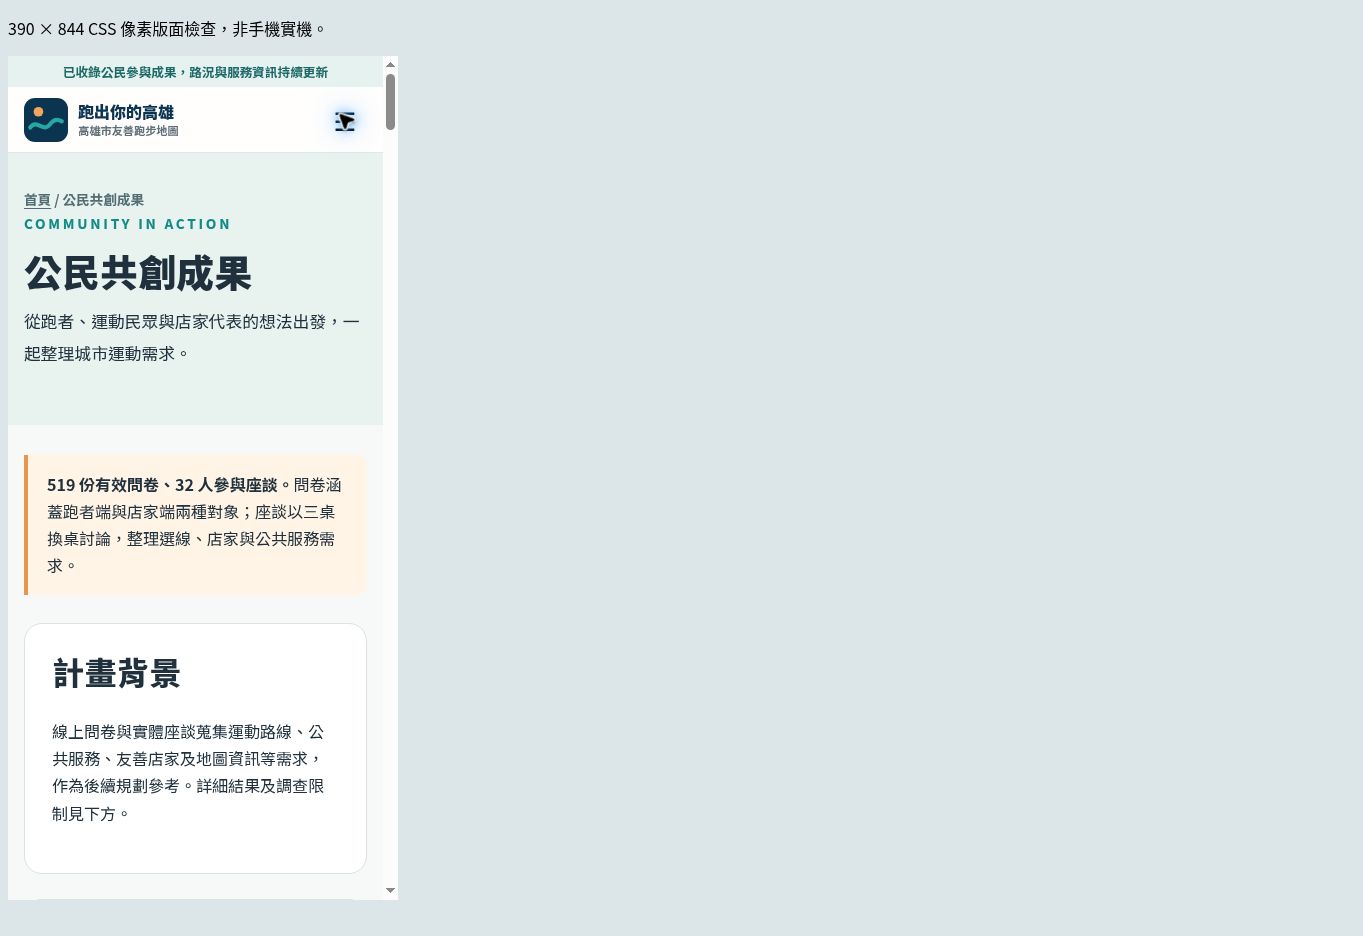 390 × 844 CSS 像素版面檢查，非手機實機。
已收錄公民參與成果，路況與服務資訊持續更新
跑出你的高雄
高雄市友善跑步地圖
首頁 / 公民共創成果
COMMUNITY IN ACTION
公民共創成果
從跑者、運動民眾與店家代表的想法出發，一
起整理城市運動需求。
519 份有效問卷、32 人參與座談。問卷涵
蓋跑者端與店家端兩種對象；座談以三桌
換桌討論，整理選線、店家與公共服務需
求。
計畫背景
線上問卷與實體座談蒐集運動路線、公
共服務、友善店家及地圖資訊等需求，
作為後續規劃參考。詳細結果及調查限
制見下方。